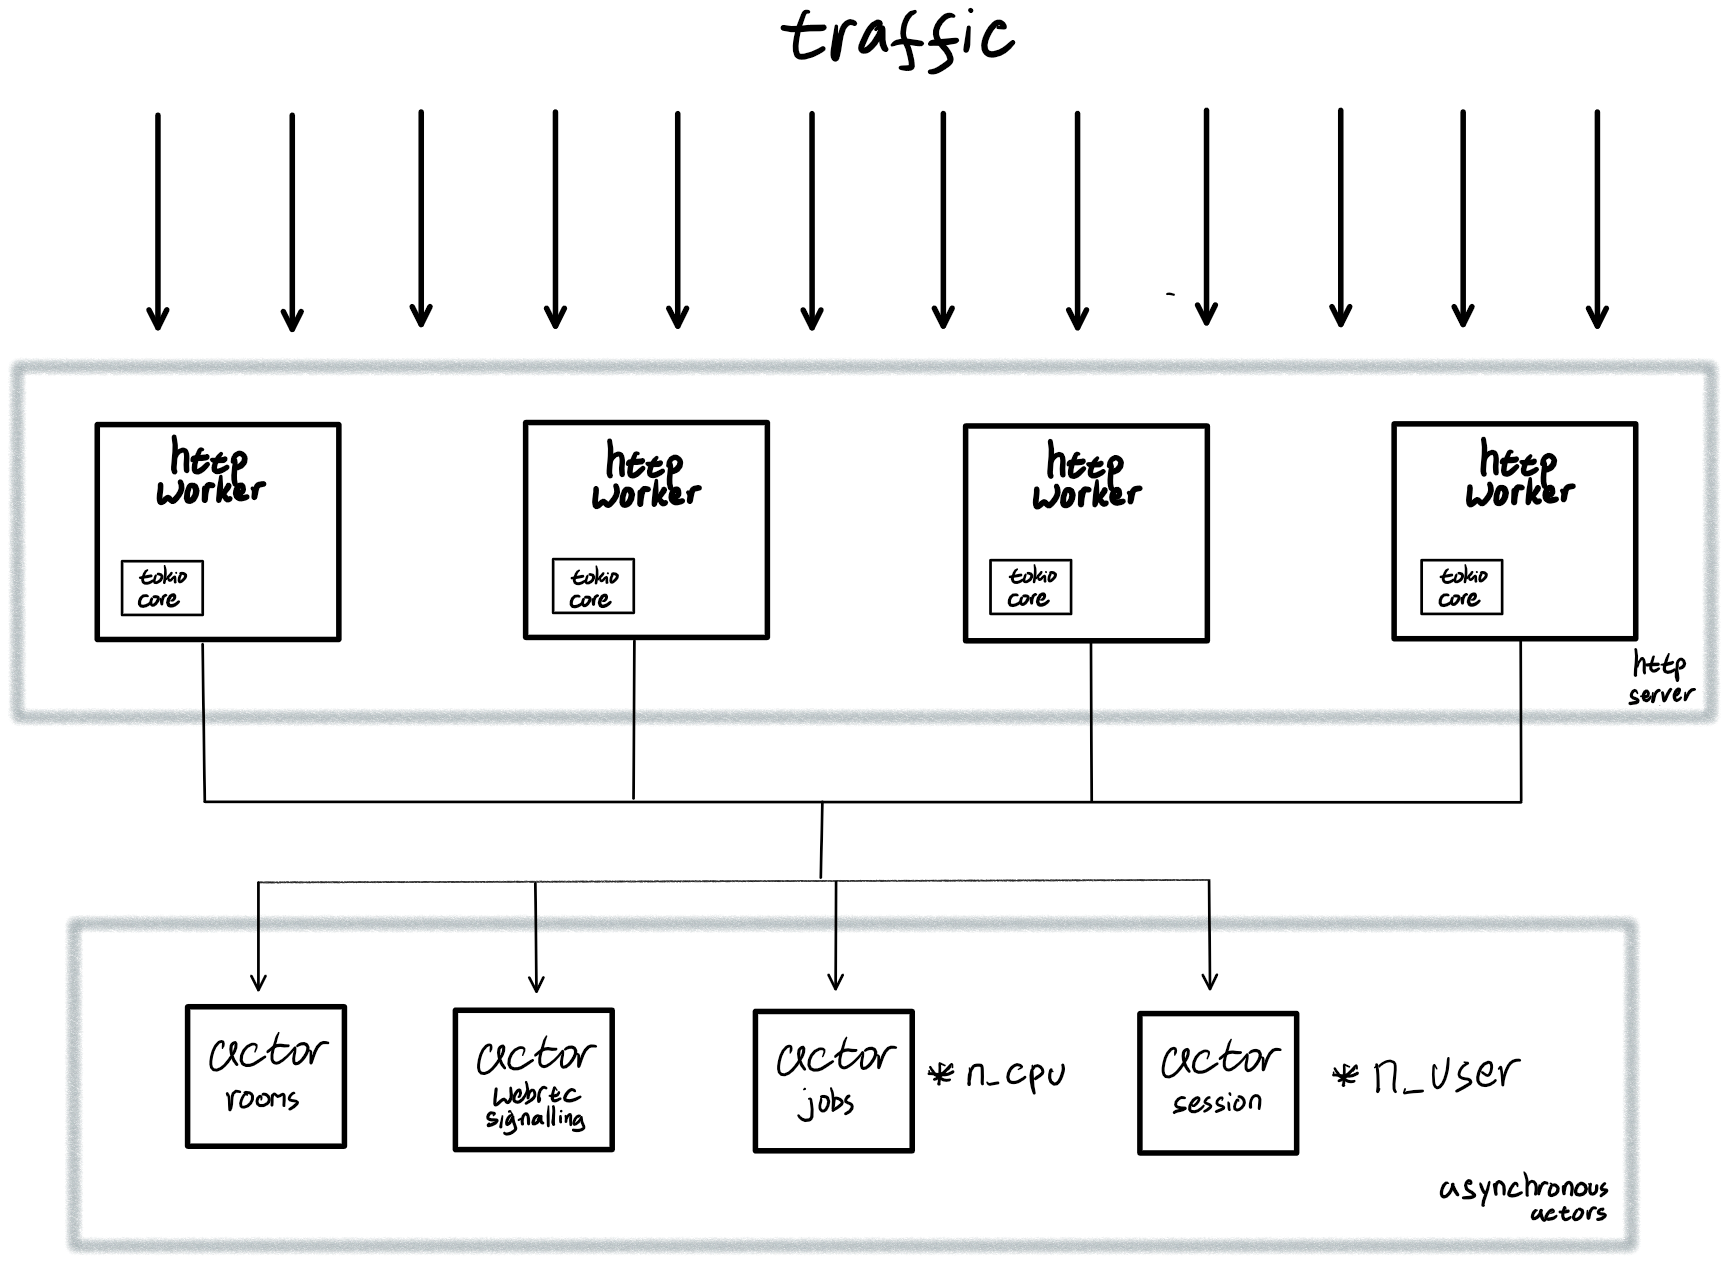 traffic
http
worker
tokio
core
http
worker
tokio
core
http
worker
tokio
core
http
worker
tokio
core
http
server
actor
rooms
actor
webrtc
signalling
actor
jobs
* n_cpu
actor
session
* n_user
asynchronous
actors